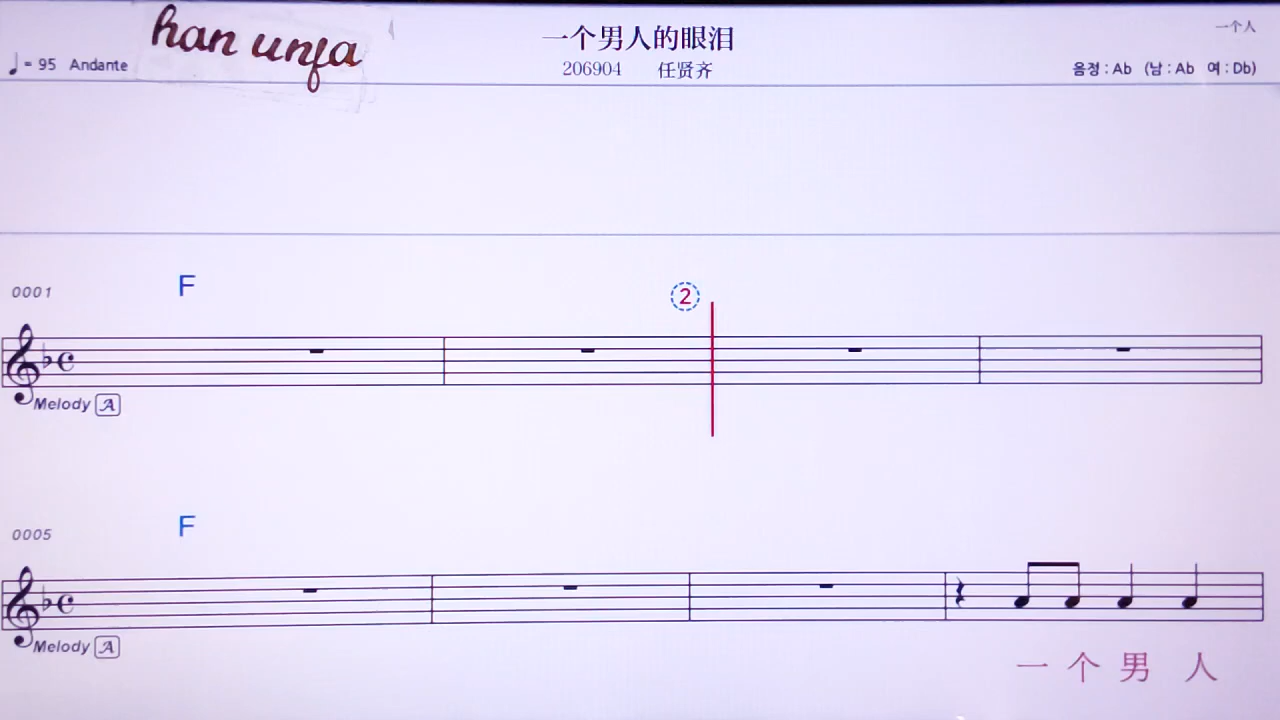 han unfa
一个男人的眼泪
一个人
♩= 95 Andante
206904 任贤齐
음정 : Ab (남 : Ab 여 : Db)
0001
F
2
Melody A
0005
F
Melody A
一 个 男 人